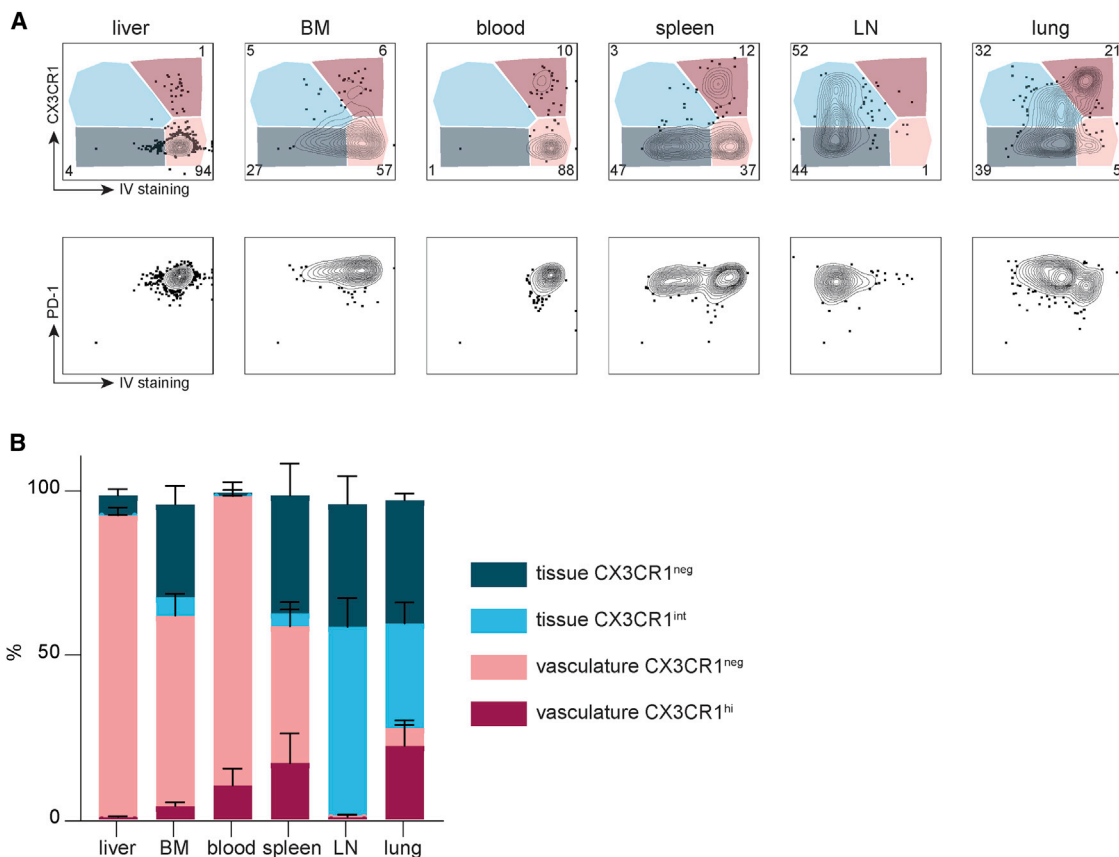 A
liver BM blood spleen LN lung
1
5 6
10
3 12
52
32 21
CX3CR1
4 94
27 57
1 88
47 37
44 1
39 5
IV staining
PD-1
IV staining
B
100
50
0
%
liver BM blood spleen LN lung
tissue CX3CR1neg
tissue CX3CR1int
vasculature CX3CR1neg
vasculature CX3CR1hi